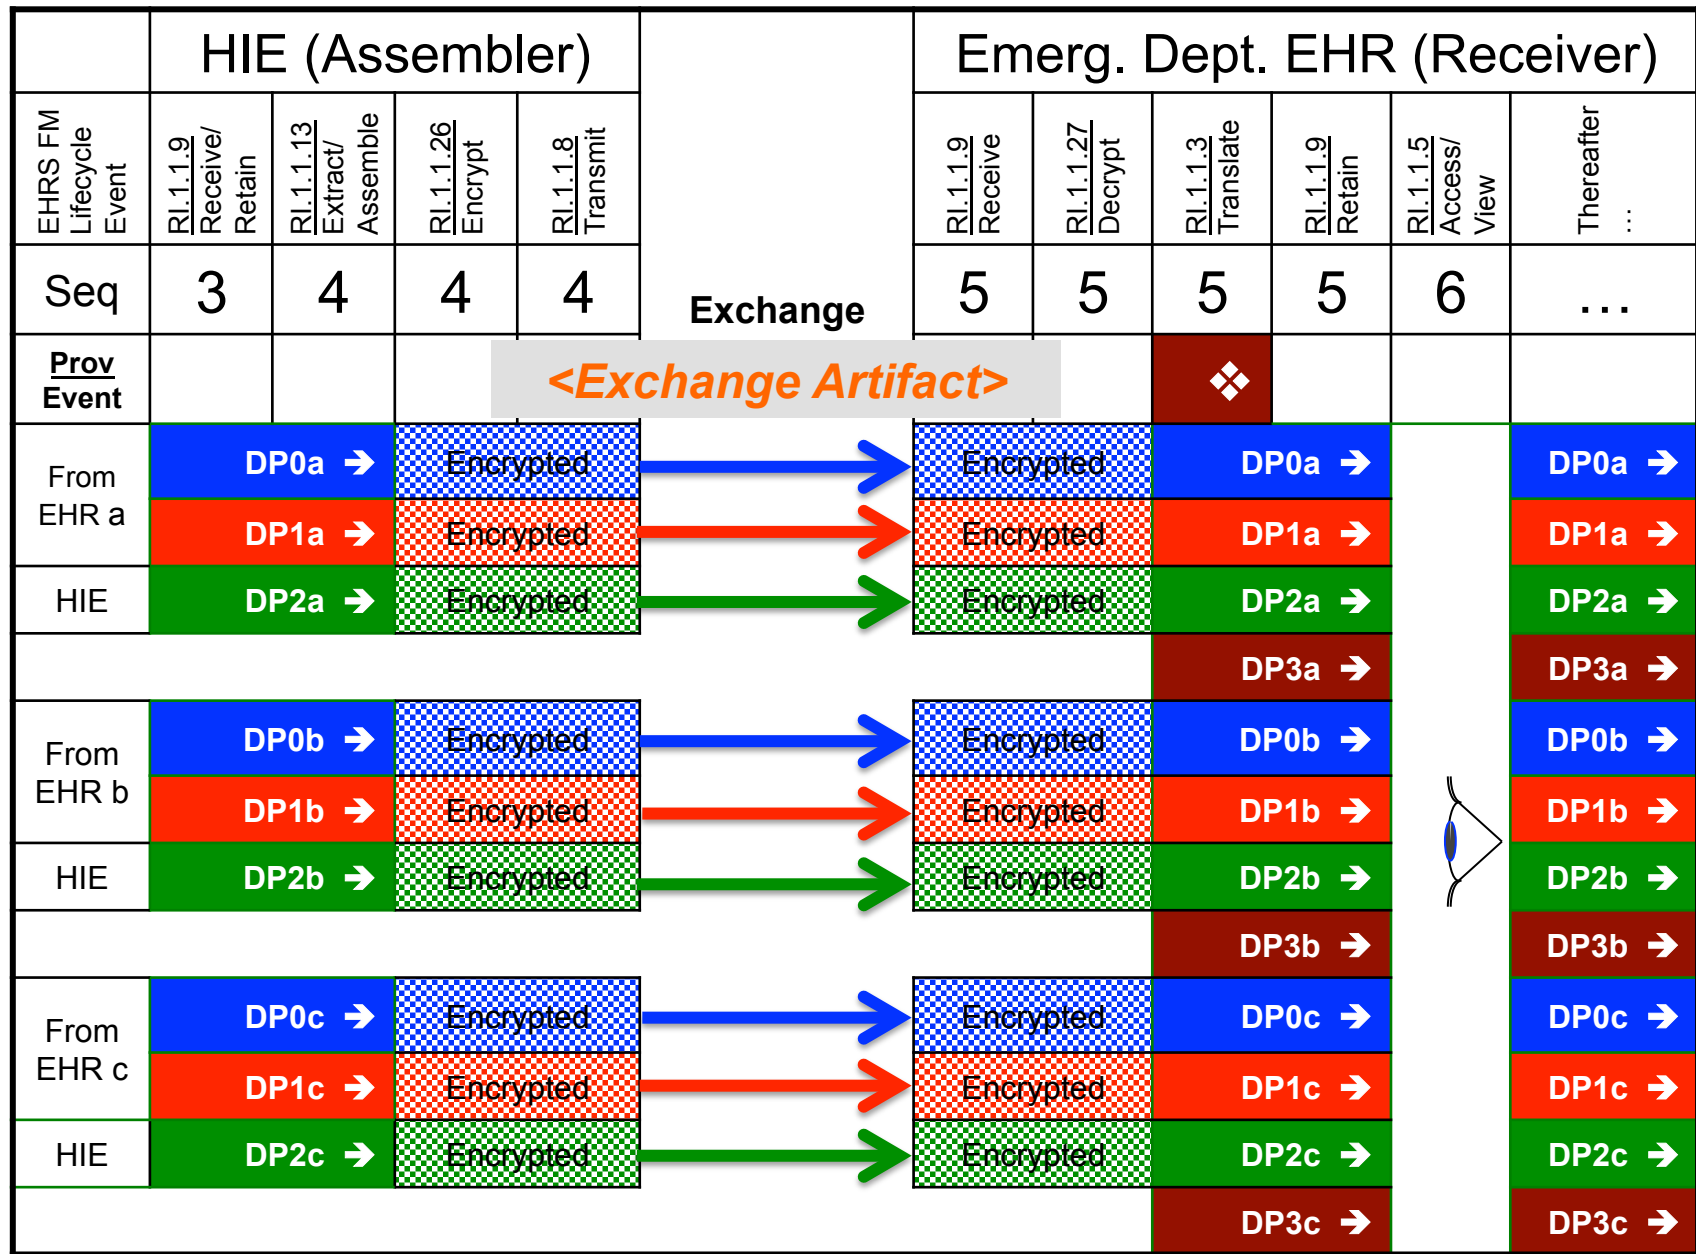 HIE (Assembler)
Emerg. Dept. EHR (Receiver)
EHRS FM
Lifecycle
Event
RI.1.1.9
Receive/
Retain
RI.1.1.13
Extract/
Assemble
RI.1.1.26
Encrypt
RI.1.1.8
Transmit
RI.1.1.9
Receive
RI.1.1.27
Decrypt
RI.1.1.3
Translate
RI.1.1.9
Retain
RI.1.1.5
Access/
View
Thereafter
…
Seq 3 4 4 4 Exchange 5 5 5 5 6 …
Prov
Event
<Exchange Artifact>
From
EHR a
DP0a ➔ Encrypted Encrypted DP0a ➔ DP0a ➔
DP1a ➔ Encrypted Encrypted DP1a ➔ DP1a ➔
HIE DP2a ➔ Encrypted Encrypted DP2a ➔ DP2a ➔
DP3a ➔ DP3a ➔
From
EHR b
DP0b ➔ Encrypted Encrypted DP0b ➔ DP0b ➔
DP1b ➔ Encrypted Encrypted DP1b ➔ DP1b ➔
HIE DP2b ➔ Encrypted Encrypted DP2b ➔ DP2b ➔
DP3b ➔ DP3b ➔
From
EHR c
DP0c ➔ Encrypted Encrypted DP0c ➔ DP0c ➔
DP1c ➔ Encrypted Encrypted DP1c ➔ DP1c ➔
HIE DP2c ➔ Encrypted Encrypted DP2c ➔ DP2c ➔
DP3c ➔ DP3c ➔